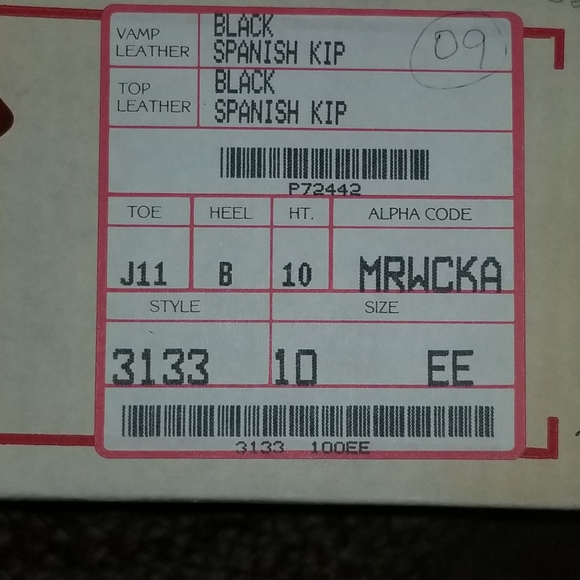 VAMP LEATHER BLACK SPANISH KIP
09
TOP LEATHER BLACK SPANISH KIP
P72442
TOE HEEL HT. ALPHA CODE
J11 B 10 MRWCKA
STYLE SIZE
3133 10 EE
3133 100EE